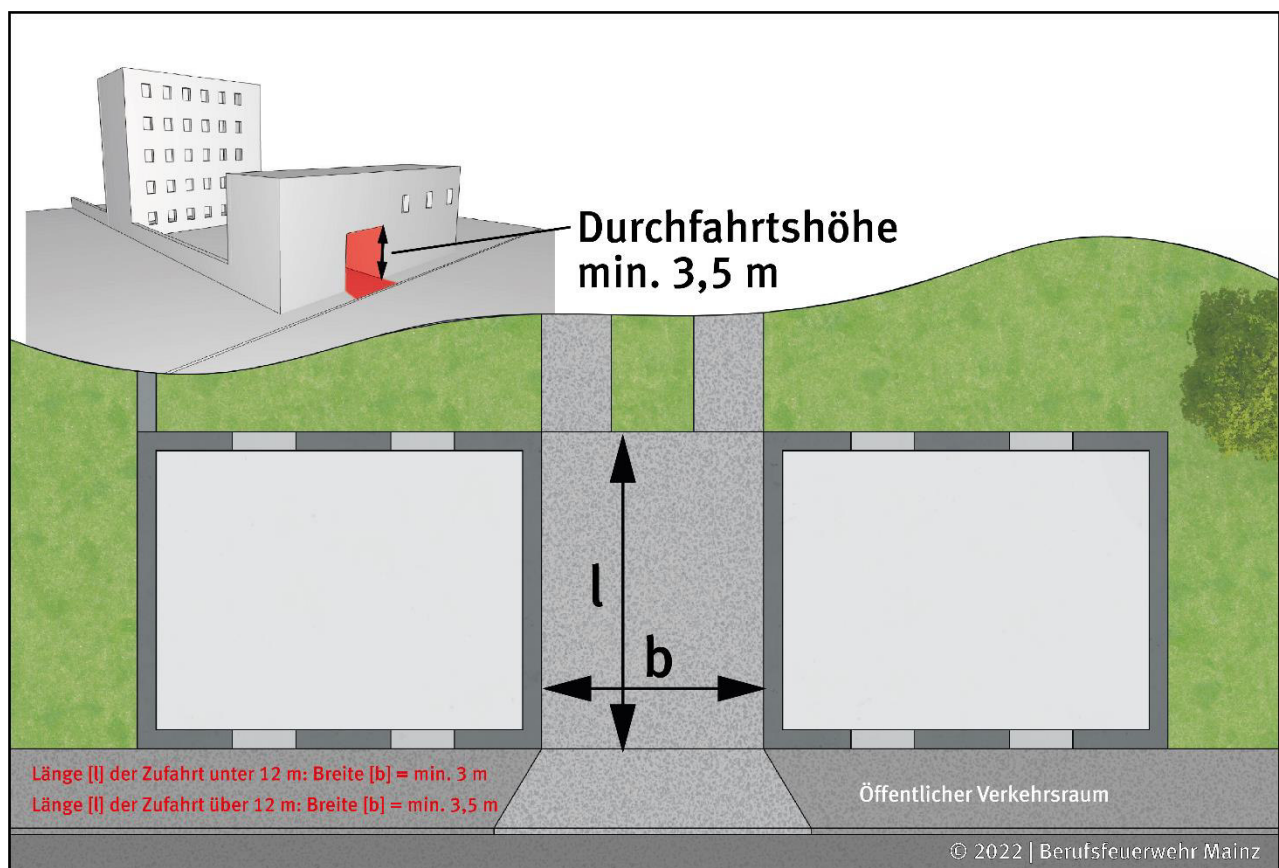 Durchfahrtshöhe
min. 3,5 m
l
b
Länge [l] der Zufahrt unter 12 m: Breite [b] = min. 3 m
Länge [l] der Zufahrt über 12 m: Breite [b] = min. 3,5 m
Öffentlicher Verkehrsraum
© 2022 | Berufsfeuerwehr Mainz